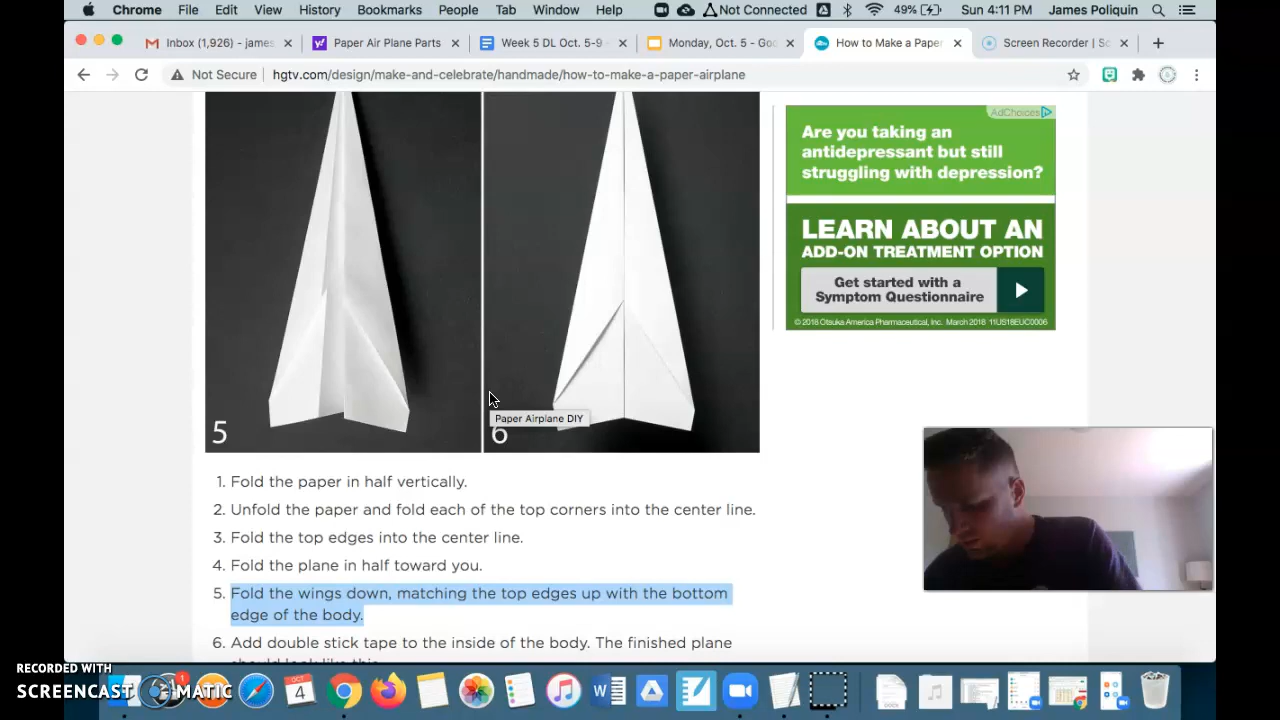 Chrome File Edit View History Bookmarks People Tab Window Help Not Connected 49% Sun 4:11 PM James Poliquin
Inbox (1,926) - james Paper Air Plane Parts Week 5 DL Oct. 5-9 Monday, Oct. 5 - Goo How to Make a Paper Screen Recorder | Sc
Not Secure hgtv.com/design/make-and-celebrate/handmade/how-to-make-a-paper-airplane
AdChoices
Are you taking an
antidepressant but still
struggling with depression?
LEARN ABOUT AN
ADD-ON TREATMENT OPTION
Get started with a
Symptom Questionnaire
© 2018 Otsuka America Pharmaceutical, Inc. March 2018 11US18EUC0006
Paper Airplane DIY
5 6
1. Fold the paper in half vertically.
2. Unfold the paper and fold each of the top corners into the center line.
3. Fold the top edges into the center line.
4. Fold the plane in half toward you.
5. Fold the wings down, matching the top edges up with the bottom
edge of the body.
6. Add double stick tape to the inside of the body. The finished plane
should look like this.
RECORDED WITH
SCREENCAST MATIC
OCT
4
1